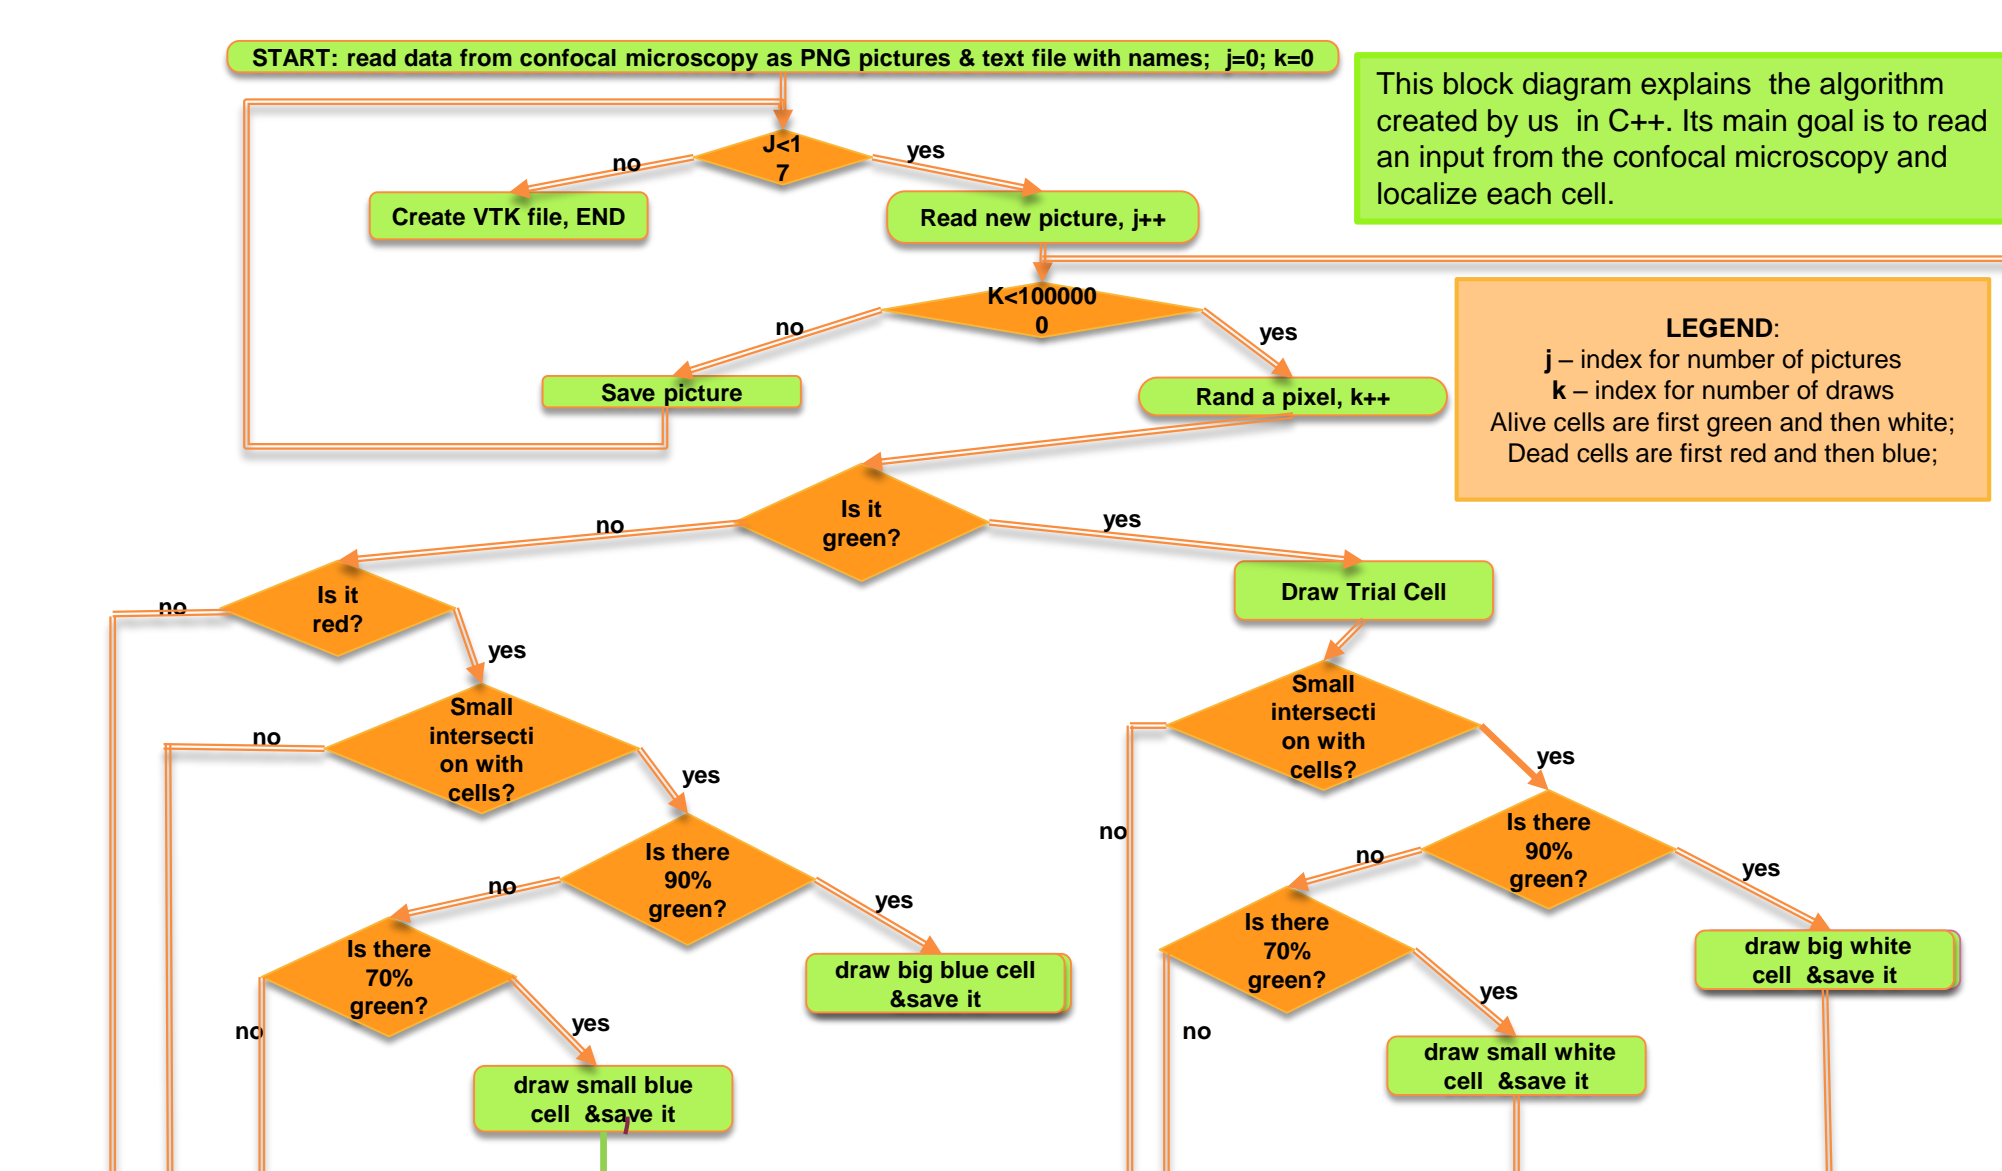 START: read data from confocal microscopy as PNG pictures & text file with names;  j=0; k=0
This block diagram explains  the algorithm
created by us  in C++. Its main goal is to read
an input from the confocal microscopy and
localize each cell.
J<1
7
no
yes
Create VTK file, END
Read new picture, j++
K<100000
0
no
yes
Save picture
Rand a pixel, k++
LEGEND:
j – index for number of pictures
k – index for number of draws
Alive cells are first green and then white;
Dead cells are first red and then blue;
Is it
green?
no
yes
Is it
red?
no
yes
Draw Trial Cell
Small
intersecti
on with
cells?
no
yes
Small
intersecti
on with
cells?
no
yes
Is there
90%
green?
no
yes
Is there
90%
green?
no
yes
Is there
70%
green?
no
yes
draw big blue cell
&save it
Is there
70%
green?
no
yes
draw big white
cell  &save it
draw small blue
cell  &save it
draw small white
cell  &save it